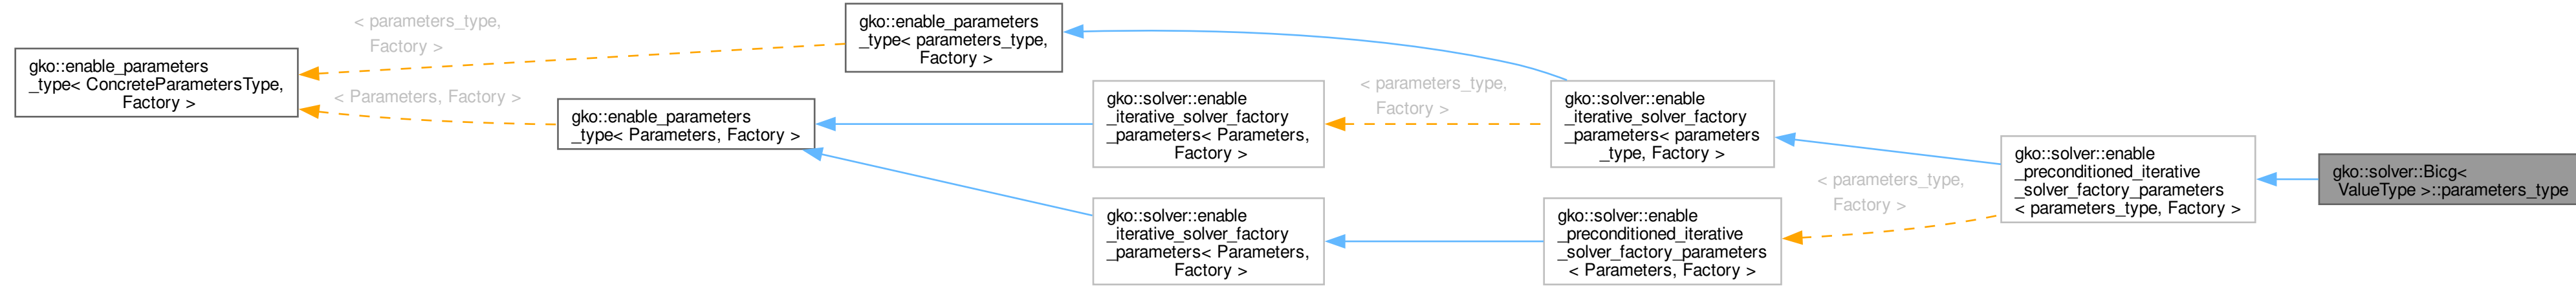 gko::enable_parameters
_type< ConcreteParametersType,
Factory >
< parameters_type,
Factory >
< Parameters, Factory >
gko::enable_parameters
_type< Parameters, Factory >
gko::enable_parameters
_type< parameters_type,
Factory >
gko::solver::enable
_iterative_solver_factory
_parameters< Parameters,
Factory >
gko::solver::enable
_iterative_solver_factory
_parameters< Parameters,
Factory >
< parameters_type,
Factory >
gko::solver::enable
_iterative_solver_factory
_parameters< parameters
_type, Factory >
gko::solver::enable
_preconditioned_iterative
_solver_factory_parameters
< Parameters, Factory >
< parameters_type,
Factory >
gko::solver::enable
_preconditioned_iterative
_solver_factory_parameters
< parameters_type, Factory >
gko::solver::Bicg<
ValueType >::parameters_type